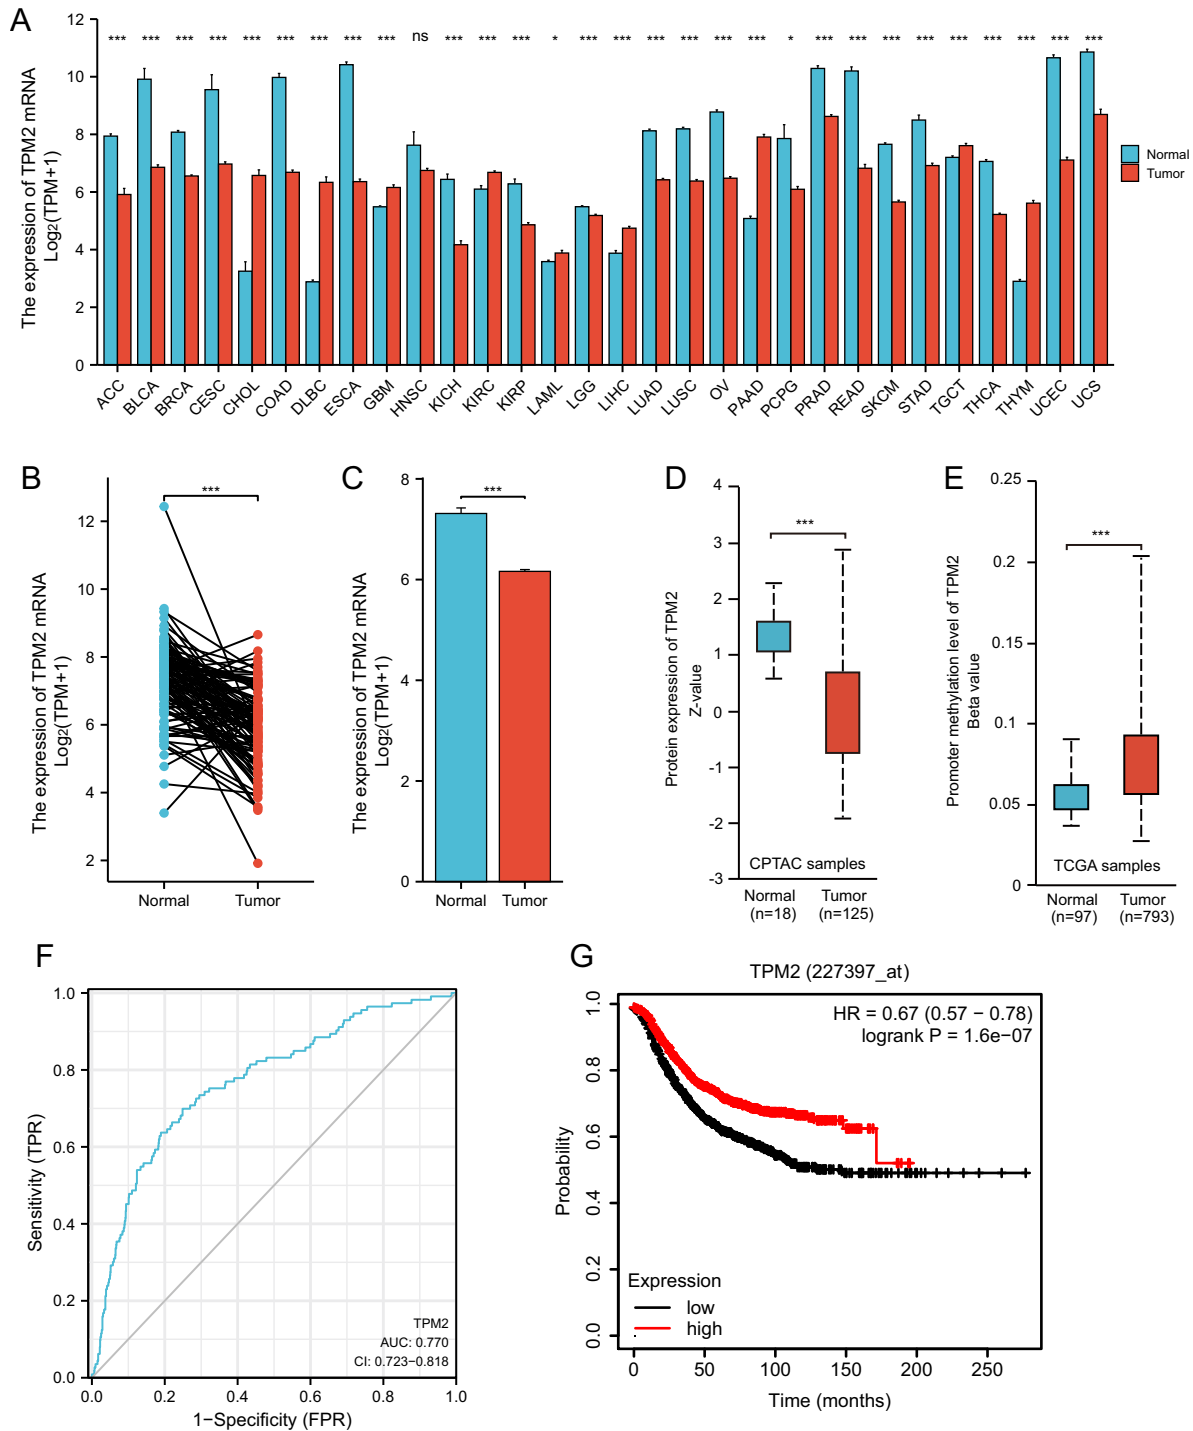 A
The expression of TPM2 mRNA
Log2(TPM+1)
12
10
8
6
4
2
0
*** *** *** *** *** *** *** *** *** ns *** *** *** * *** *** *** *** *** *** * *** *** *** *** *** *** *** *** ***
Normal
Tumor
ACC BLCA BRCA CESC CHOL COAD DLBC ESCA GBM HNSC KICH KIRC KIRP LAML LGG LIHC LUAD LUSC OV PAAD PCPG PRAD READ SKCM STAD TGCT THCA THYM UCEC UCS
B
The expression of TPM2 mRNA
Log2(TPM+1)
***
12
10
8
6
4
2
Normal Tumor
C
The expression of TPM2 mRNA
Log2(TPM+1)
***
8
6
4
2
0
Normal Tumor
D
Protein expression of TPM2
Z-value
***
4
3
2
1
0
-1
-2
-3
CPTAC samples
Normal Tumor
(n=18) (n=125)
E
Promoter methylation level of TPM2
Beta value
***
0.25
0.2
0.15
0.1
0.05
0
TCGA samples
Normal Tumor
(n=97) (n=793)
F
Sensitivity (TPR)
1.0
0.8
0.6
0.4
0.2
0.0
TPM2
AUC: 0.770
CI: 0.723−0.818
0.0 0.2 0.4 0.6 0.8 1.0
1−Specificity (FPR)
G
TPM2 (227397_at)
HR = 0.67 (0.57 − 0.78)
logrank P = 1.6e−07
Probability
1.0
0.8
0.6
0.4
0.2
0.0
Expression
low
high
0 50 100 150 200 250
Time (months)